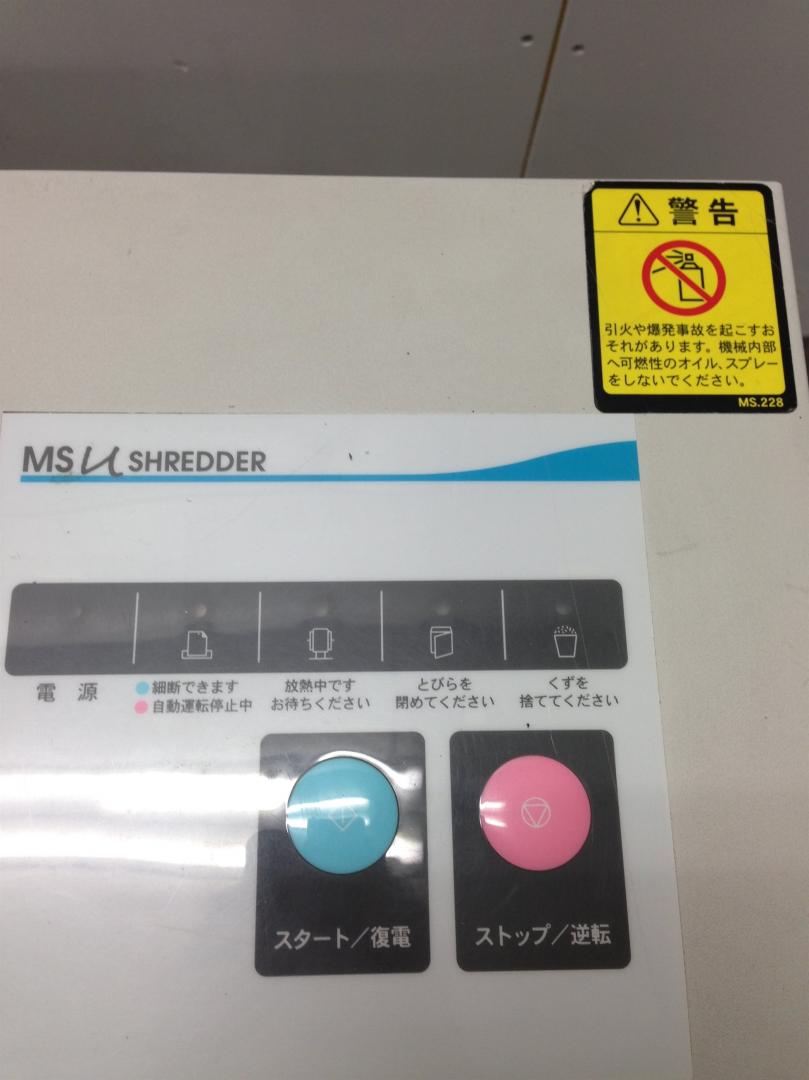 警告
引火や爆発事故を起こすお
それがあります。機械内部
へ可燃性のオイル、スプレー
をしないでください。
MS.228
MS μ SHREDDER
電源
細断できます
自動運転停止中
放熱中です
お待ちください
とびらを
閉めてください
くずを
捨ててください
スタート/復電
ストップ/逆転